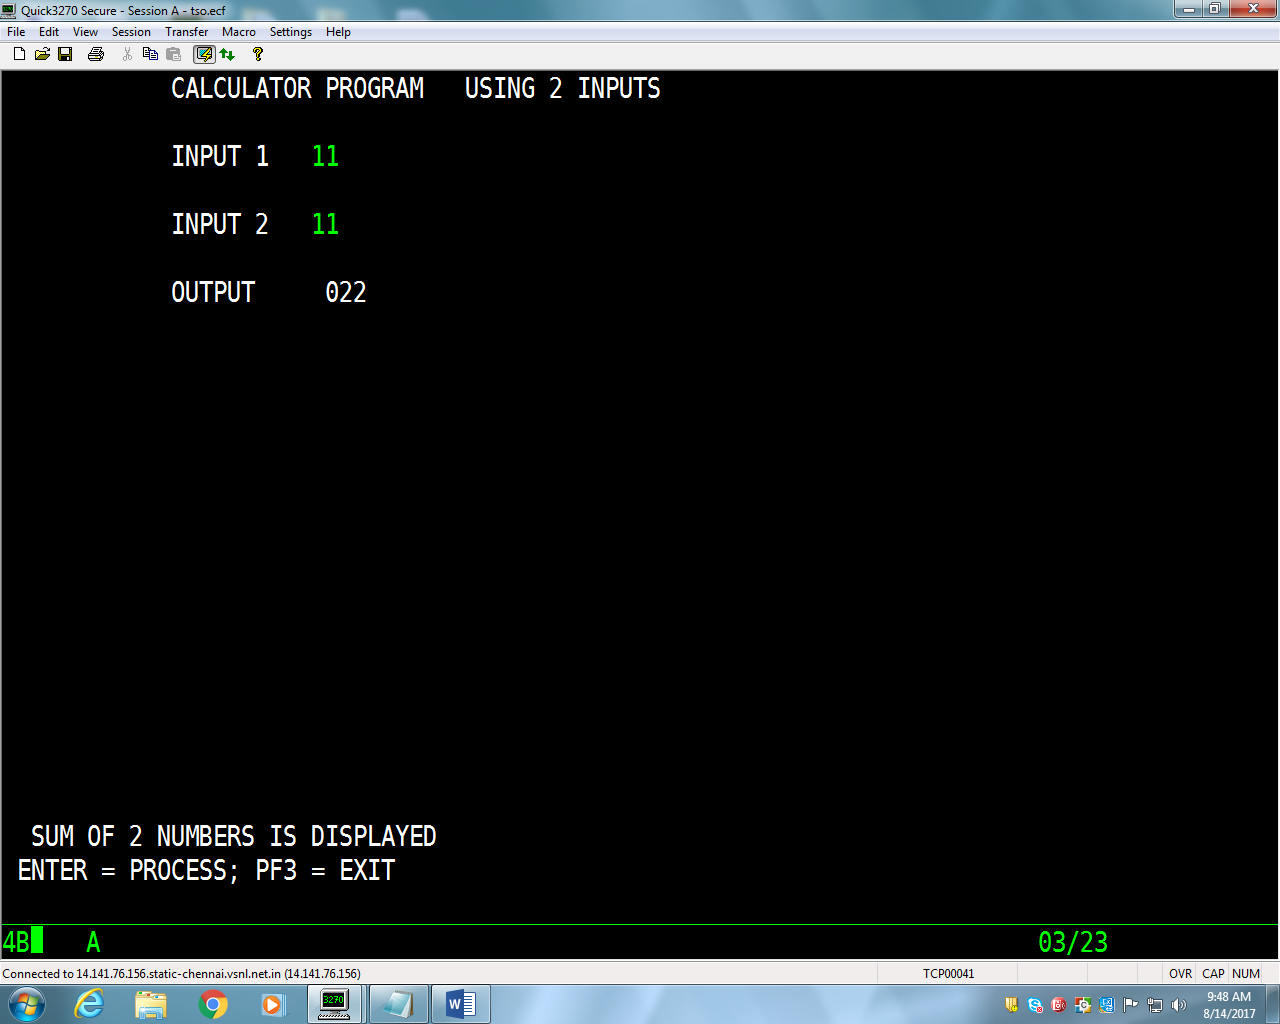 Quick3270 Secure - Session A - tso.ecf
File Edit View Session Transfer Macro Settings Help
CALCULATOR PROGRAM USING 2 INPUTS
INPUT 1 11
INPUT 2 11
OUTPUT 022
SUM OF 2 NUMBERS IS DISPLAYED
ENTER = PROCESS; PF3 = EXIT
4B A 03/23
Connected to 14.141.76.156.static-chennai.vsnl.net.in (14.141.76.156) TCP00041 OVR CAP NUM
3270 9:48 AM
8/14/2017